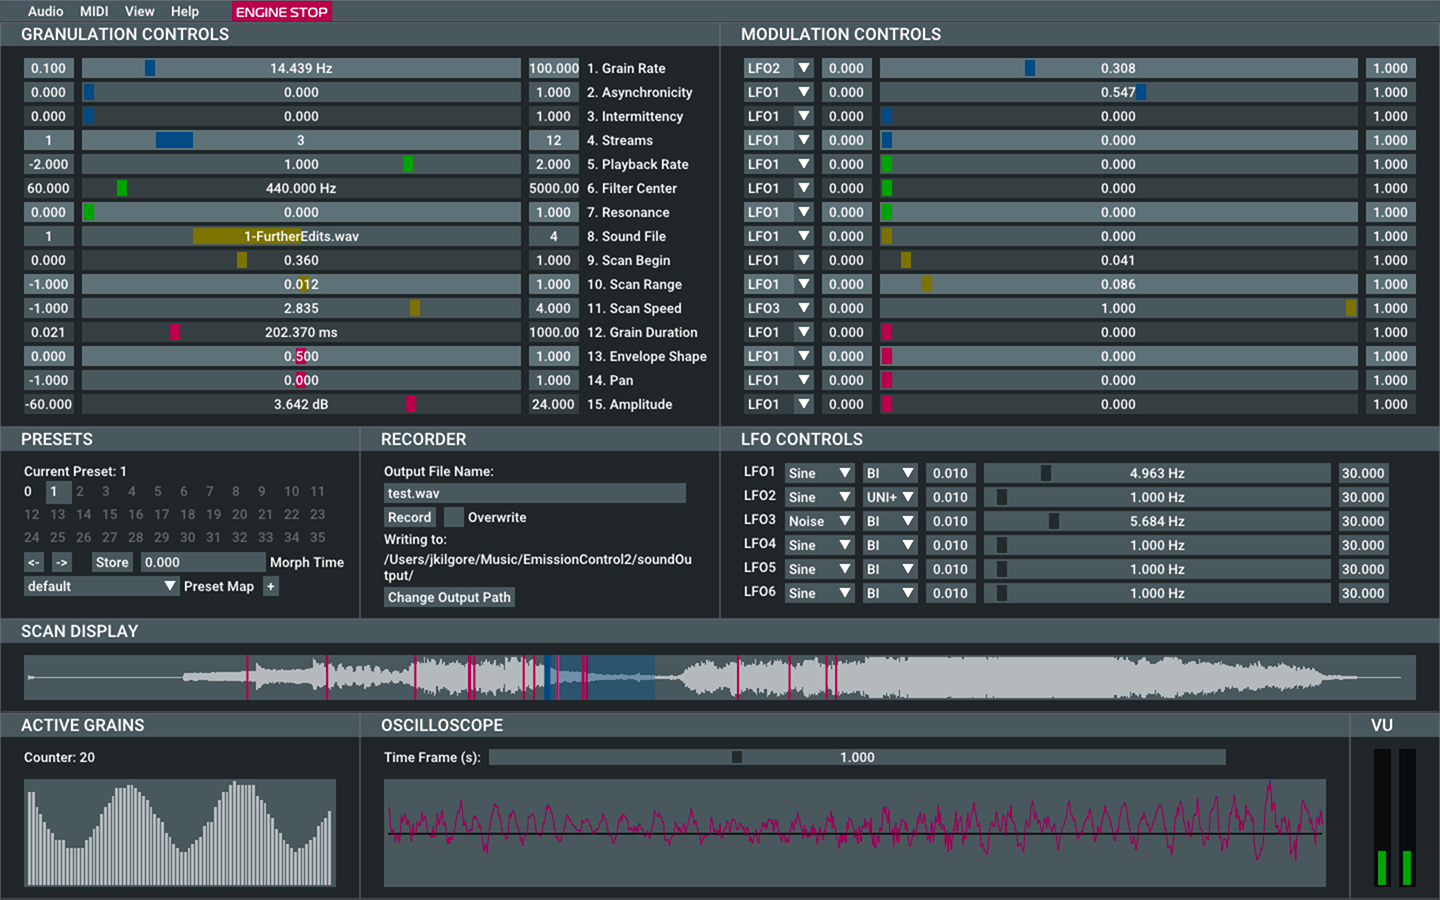 Audio MIDI View Help ENGINE STOP
GRANULATION CONTROLS
0.100 14.439 Hz 100.000 1. Grain Rate
0.000 0.000 1.000 2. Asynchronicity
0.000 0.000 1.000 3. Intermittency
1 3 12 4. Streams
-2.000 1.000 2.000 5. Playback Rate
60.000 440.000 Hz 5000.00 6. Filter Center
0.000 0.000 1.000 7. Resonance
1 1-FurtherEdits.wav 4 8. Sound File
0.000 0.360 1.000 9. Scan Begin
-1.000 0.012 1.000 10. Scan Range
-1.000 2.835 4.000 11. Scan Speed
0.021 202.370 ms 1000.00 12. Grain Duration
0.000 0.500 1.000 13. Envelope Shape
-1.000 0.000 1.000 14. Pan
-60.000 3.642 dB 24.000 15. Amplitude
MODULATION CONTROLS
LFO2 0.000 0.308 1.000
LFO1 0.000 0.547 1.000
LFO1 0.000 0.000 1.000
LFO1 0.000 0.000 1.000
LFO1 0.000 0.000 1.000
LFO1 0.000 0.000 1.000
LFO1 0.000 0.000 1.000
LFO1 0.000 0.000 1.000
LFO1 0.000 0.041 1.000
LFO1 0.000 0.086 1.000
LFO3 0.000 1.000 1.000
LFO1 0.000 0.000 1.000
LFO1 0.000 0.000 1.000
LFO1 0.000 0.000 1.000
LFO1 0.000 0.000 1.000
PRESETS
Current Preset: 1
0 1 2 3 4 5 6 7 8 9 10 11
12 13 14 15 16 17 18 19 20 21 22 23
24 25 26 27 28 29 30 31 32 33 34 35
<- -> Store 0.000 Morph Time
default Preset Map +
RECORDER
Output File Name:
test.wav
Record Overwrite
Writing to:
/Users/jkilgore/Music/EmissionControl2/soundOu
tput/
Change Output Path
LFO CONTROLS
LFO1 Sine BI 0.010 4.963 Hz 30.000
LFO2 Sine UNI+ 0.010 1.000 Hz 30.000
LFO3 Noise BI 0.010 5.684 Hz 30.000
LFO4 Sine BI 0.010 1.000 Hz 30.000
LFO5 Sine BI 0.010 1.000 Hz 30.000
LFO6 Sine BI 0.010 1.000 Hz 30.000
SCAN DISPLAY
ACTIVE GRAINS
Counter: 20
OSCILLOSCOPE
Time Frame (s): 1.000
VU